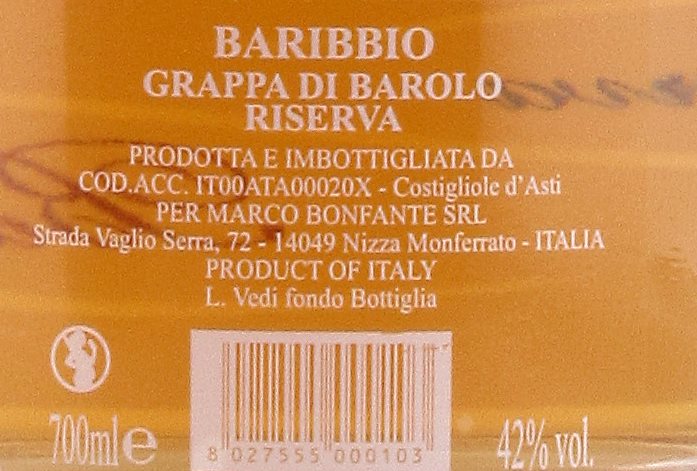 BARIBBIO
GRAPPA DI BAROLO
RISERVA
PRODOTTA E IMBOTTIGLIATA DA
COD.ACC. IT00ATA00020X - Costigliole d'Asti
PER MARCO BONFANTE SRL
Strada Vaglio Serra, 72 - 14049 Nizza Monferrato - ITALIA
PRODUCT OF ITALY
L. Vedi fondo Bottiglia
700ml e
8 027555 000103
42% vol.